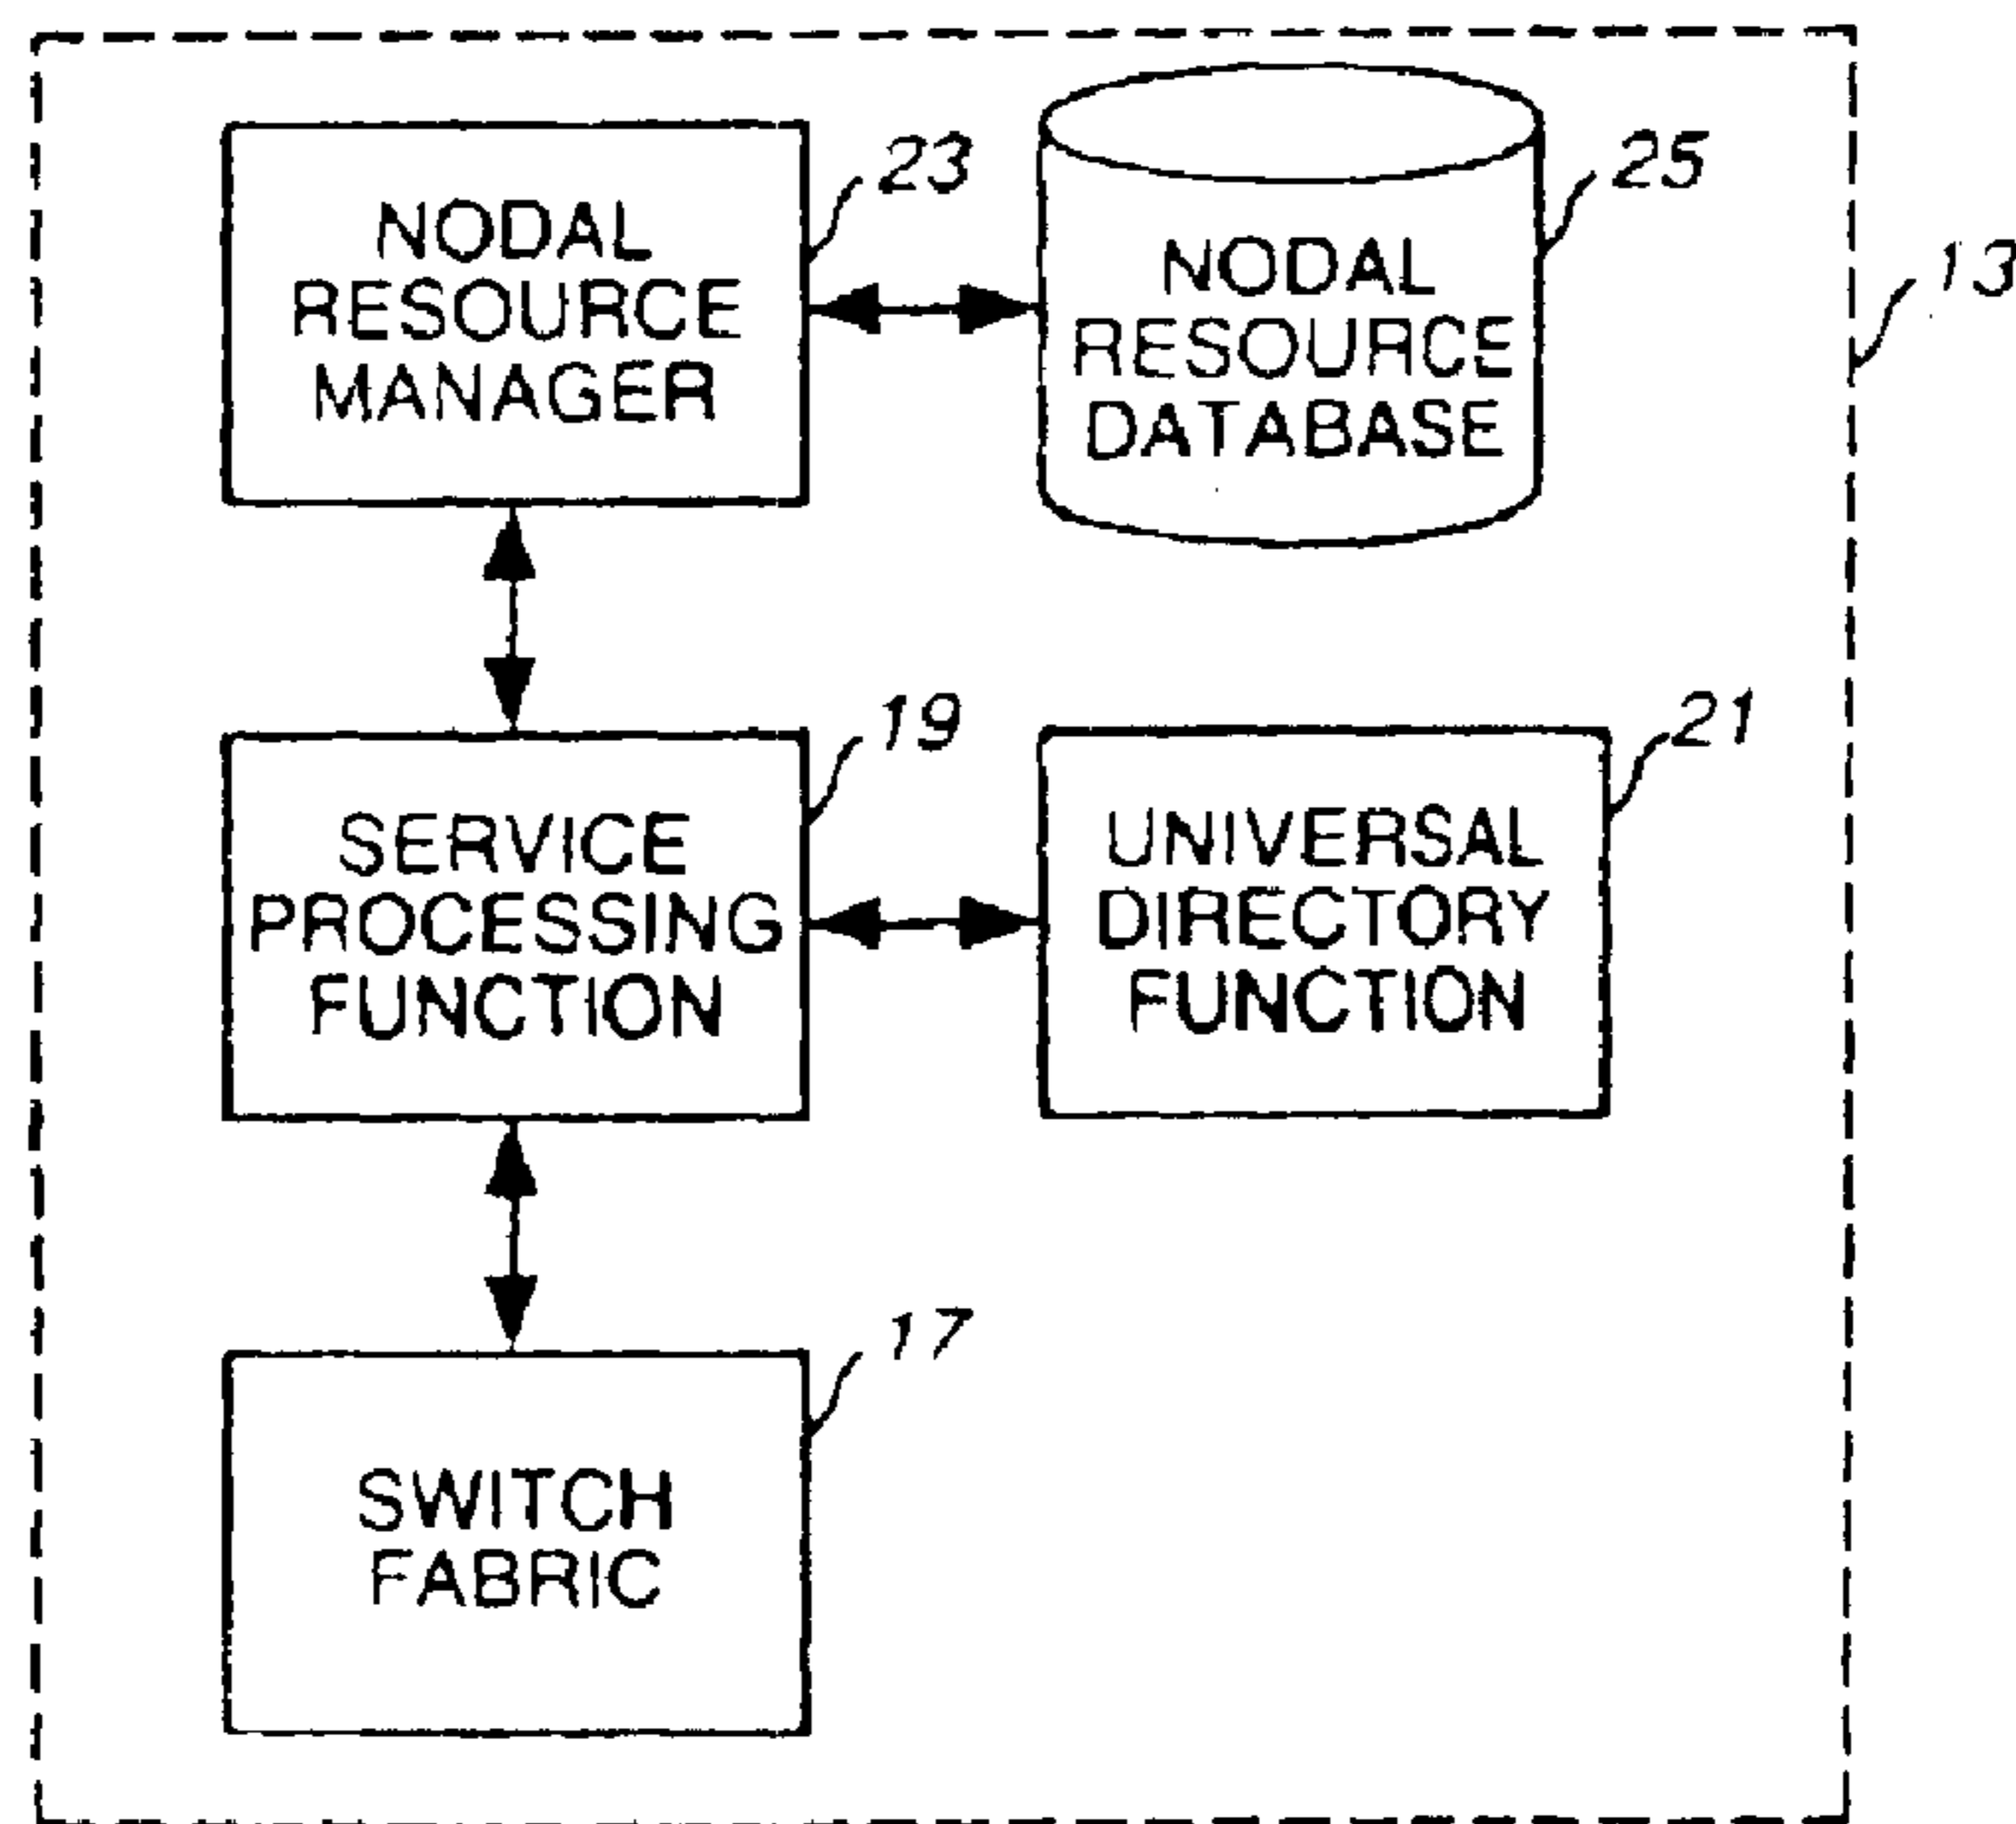 23
NODAL
RESOURCE
MANAGER
25
NODAL
RESOURCE
DATABASE
13
19
SERVICE
PROCESSING
FUNCTION
21
UNIVERSAL
DIRECTORY
FUNCTION
17
SWITCH
FABRIC